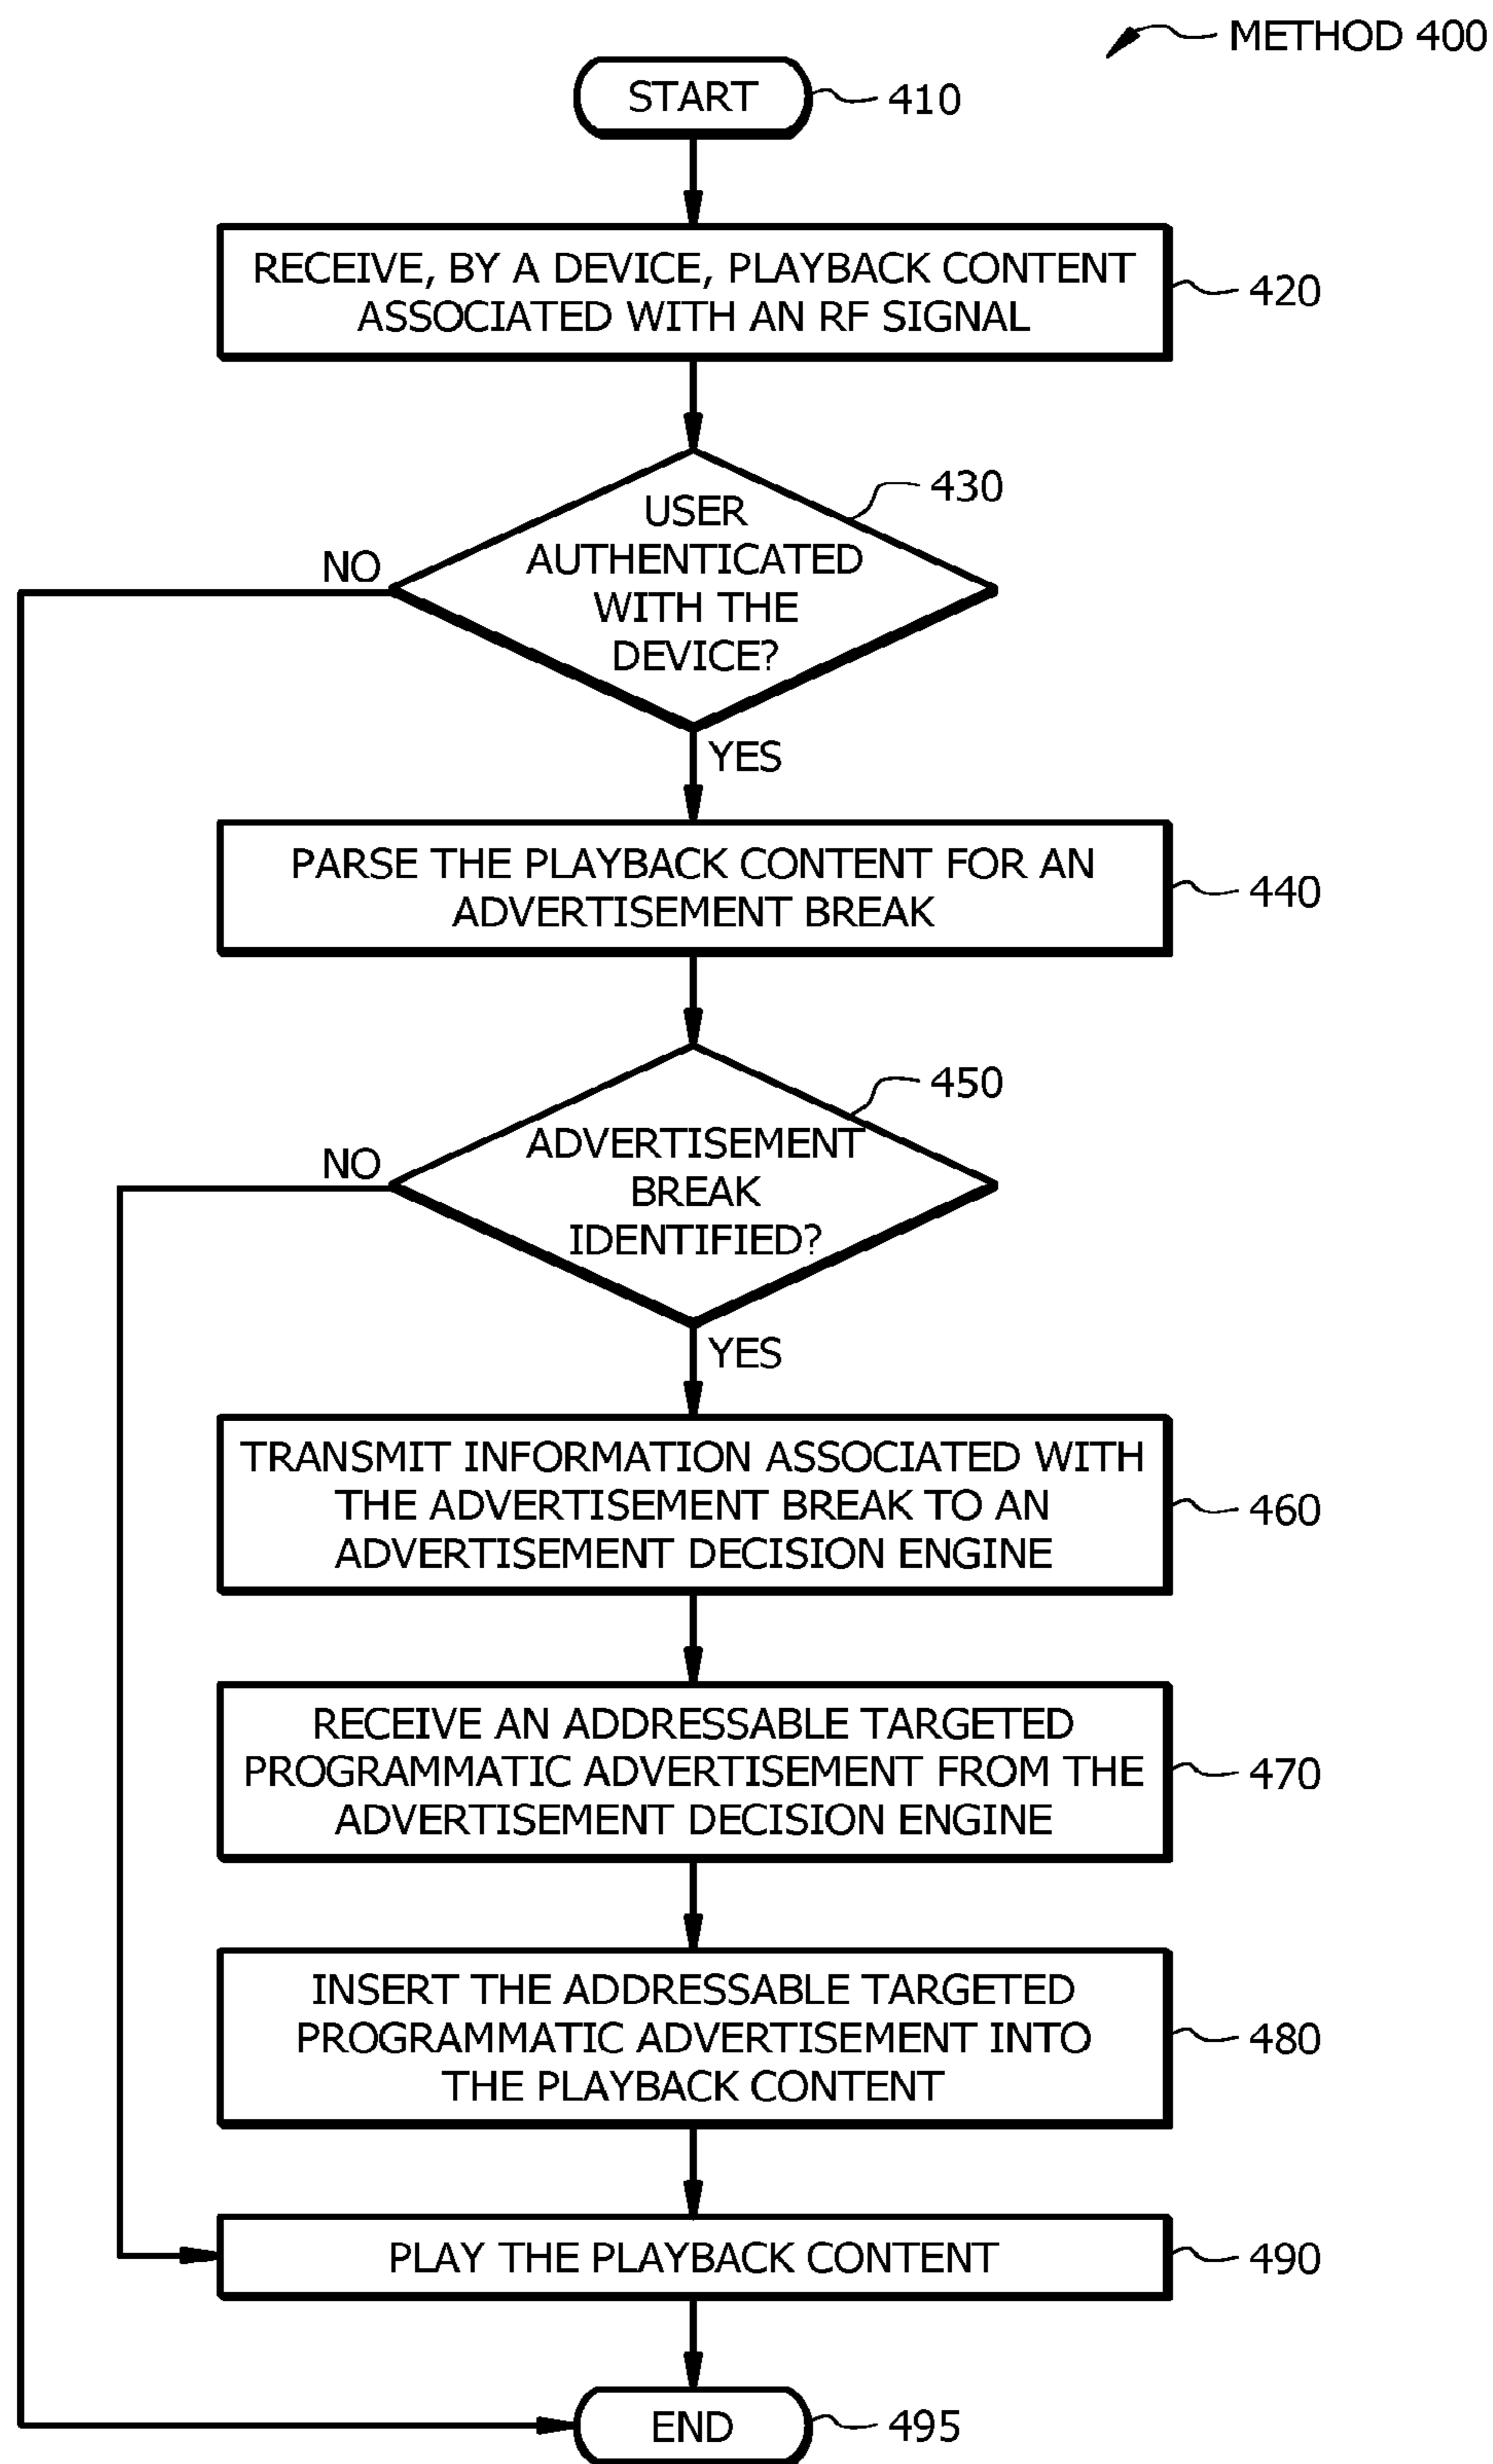 METHOD 400
START
410
RECEIVE, BY A DEVICE, PLAYBACK CONTENT
ASSOCIATED WITH AN RF SIGNAL
420
430
USER
AUTHENTICATED
WITH THE
DEVICE?
NO
YES
PARSE THE PLAYBACK CONTENT FOR AN
ADVERTISEMENT BREAK
440
450
ADVERTISEMENT
BREAK
IDENTIFIED?
NO
YES
TRANSMIT INFORMATION ASSOCIATED WITH
THE ADVERTISEMENT BREAK TO AN
ADVERTISEMENT DECISION ENGINE
460
RECEIVE AN ADDRESSABLE TARGETED
PROGRAMMATIC ADVERTISEMENT FROM THE
ADVERTISEMENT DECISION ENGINE
470
INSERT THE ADDRESSABLE TARGETED
PROGRAMMATIC ADVERTISEMENT INTO
THE PLAYBACK CONTENT
480
PLAY THE PLAYBACK CONTENT
490
END
495